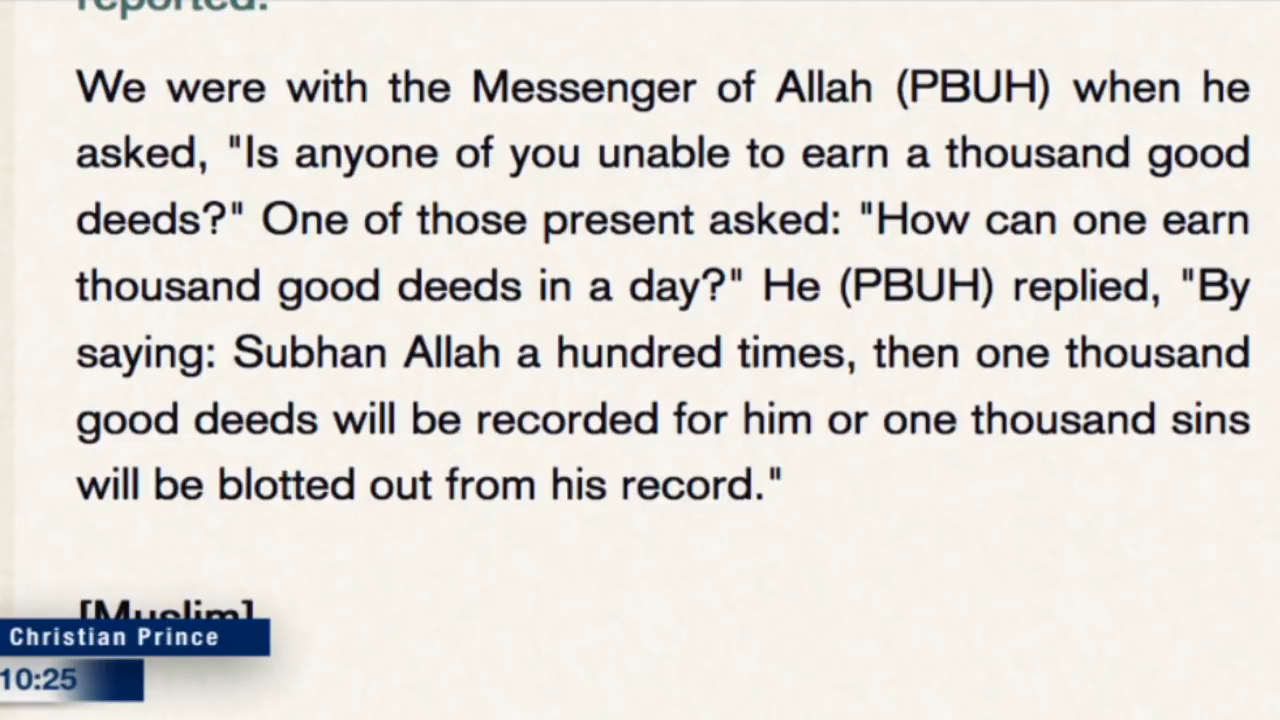 reported:
We were with the Messenger of Allah (PBUH) when he
asked, "Is anyone of you unable to earn a thousand good
deeds?" One of those present asked: "How can one earn
thousand good deeds in a day?" He (PBUH) replied, "By
saying: Subhan Allah a hundred times, then one thousand
good deeds will be recorded for him or one thousand sins
will be blotted out from his record."
[Muslim]
Christian Prince
10:25